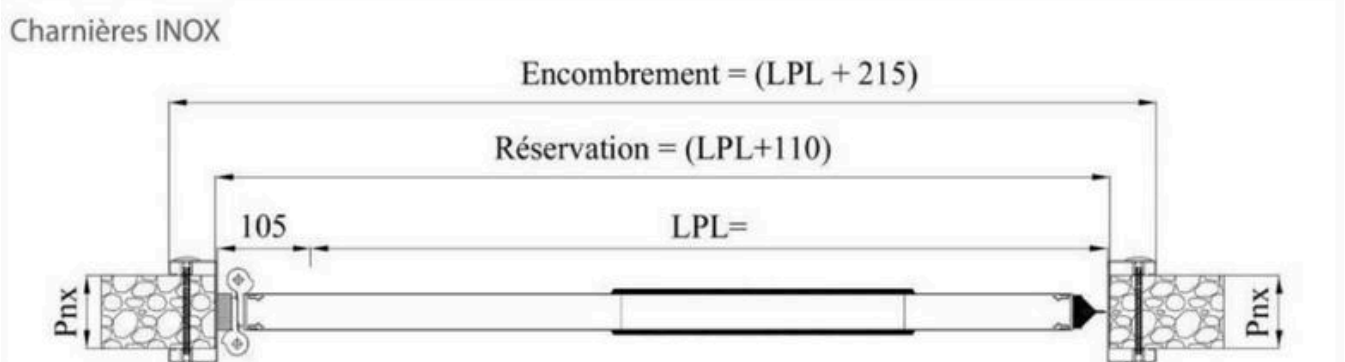 Charnières INOX
Encombrement = (LPL + 215)
Réservation = (LPL+110)
105
LPL=
Pnx
Pnx